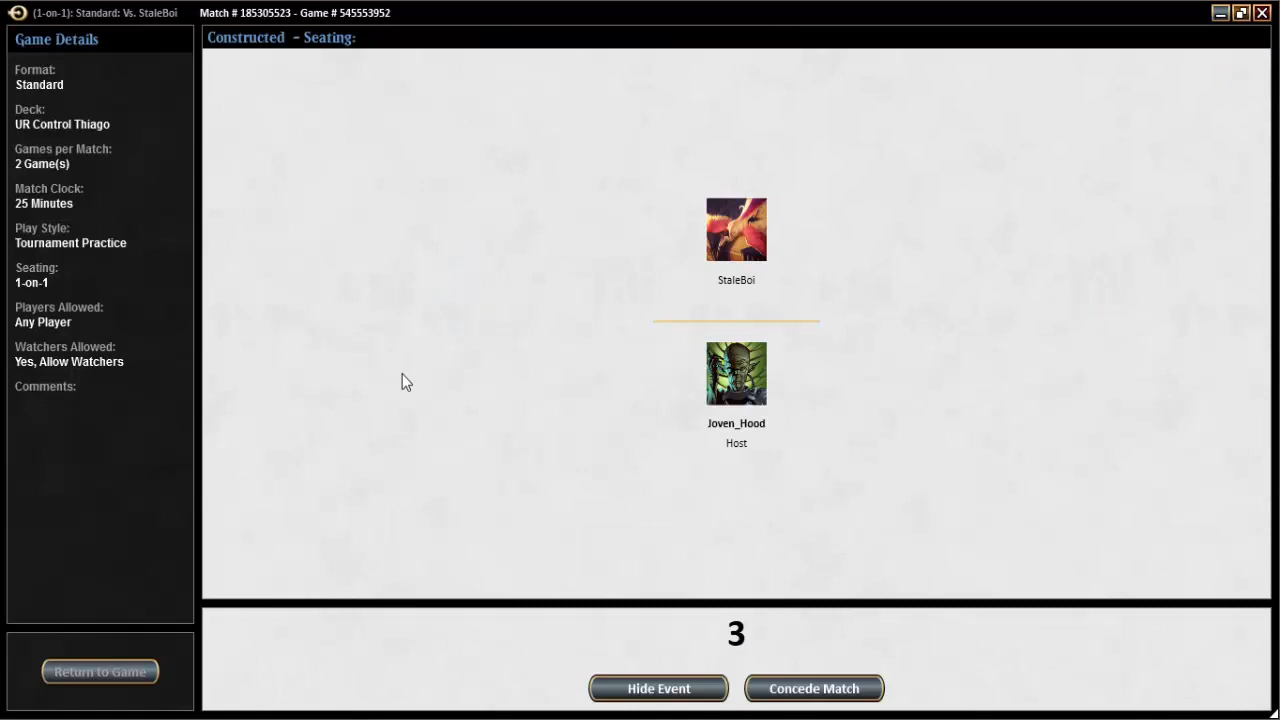 (1-on-1): Standard: Vs. StaleBoi Match # 185305523 - Game # 545553952
Game Details
Format:
Standard
Deck:
UR Control Thiago
Games per Match:
2 Game(s)
Match Clock:
25 Minutes
Play Style:
Tournament Practice
Seating:
1-on-1
Players Allowed:
Any Player
Watchers Allowed:
Yes, Allow Watchers
Comments:
Return to Game
Constructed - Seating:
StaleBoi
Joven_Hood
Host
3
Hide Event Concede Match